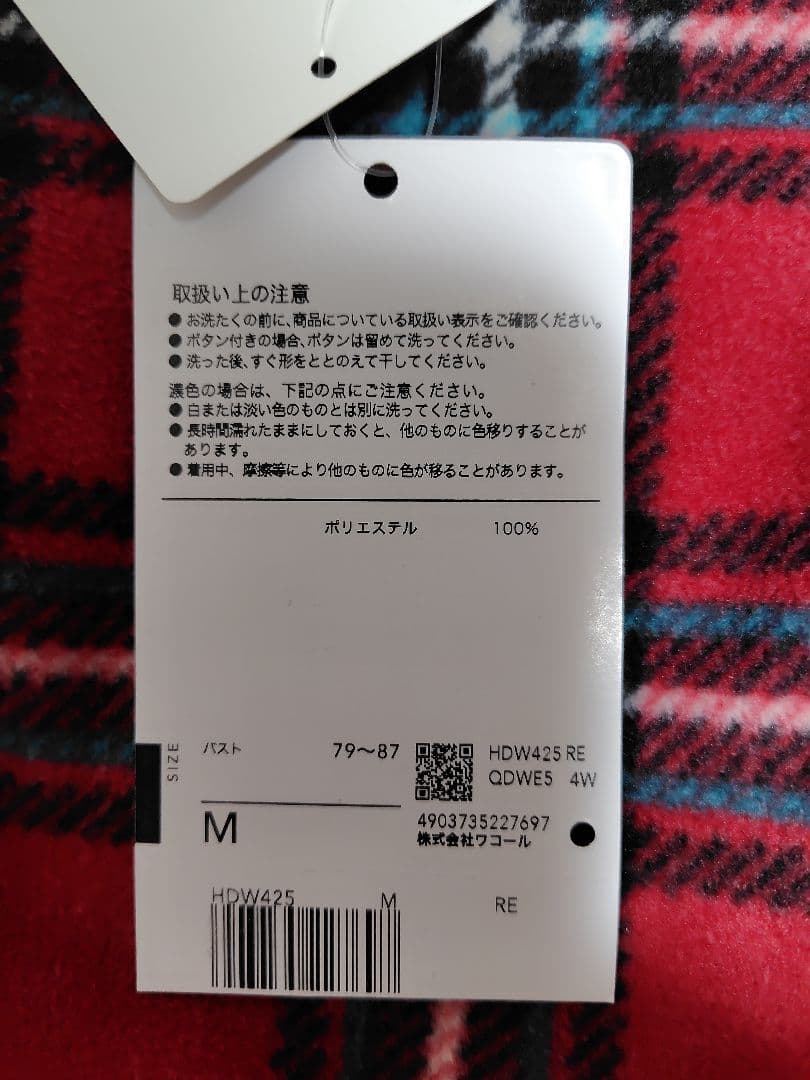 取扱い上の注意
● お洗たくの前に、商品についている取扱い表示をご確認ください。
● ボタン付きの場合、ボタンは留めて洗ってください。
● 洗った後、すぐ形をととのえて干してください。
濃色の場合は、下記の点にご注意ください。
● 白または淡い色のものとは別に洗ってください。
● 長時間濡れたままにしておくと、他のものに色移りすることが
あります。
● 着用中、摩擦等により他のものに色が移ることがあります。
ポリエステル 100%
SIZE
バスト 79〜87
M
HDW425 RE
QDWE5 4W
4903735227697
株式会社ワコール
HDW425 M RE